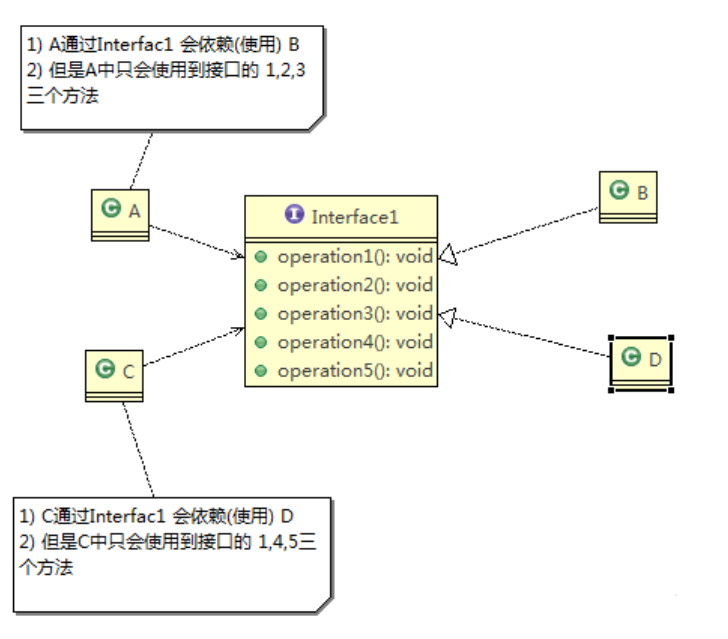 1) A通过Interfac1 会依赖(使用) B
2) 但是A中只会使用到接口的 1,2,3
三个方法
C A
I Interface1
C B
operation1(): void
operation2(): void
operation3(): void
operation4(): void
operation5(): void
C C
C D
1) C通过Interfac1 会依赖(使用) D
2) 但是C中只会使用到接口的 1,4,5三
个方法